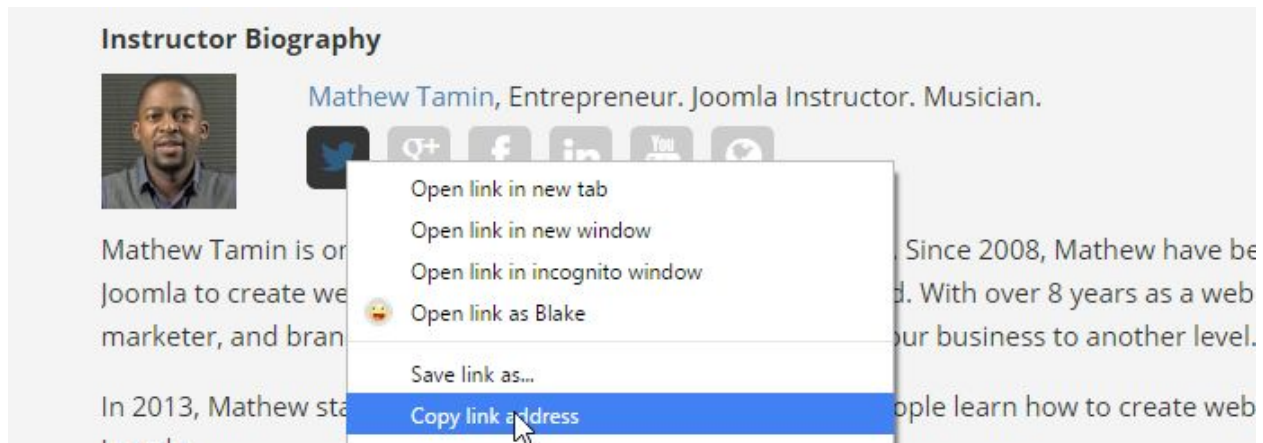 Instructor Biography
Mathew Tamin, Entrepreneur. Joomla Instructor. Musician.
g+ f in You
Open link in new tab
Open link in new window
Open link in incognito window
Open link as Blake
Save link as...
Copy link address
Mathew Tamin is . Since 2008, Mathew have be
Joomla to create we d. With over 8 years as a web
marketer, and bran our business to another level.
In 2013, Mathew sta ople learn how to create web